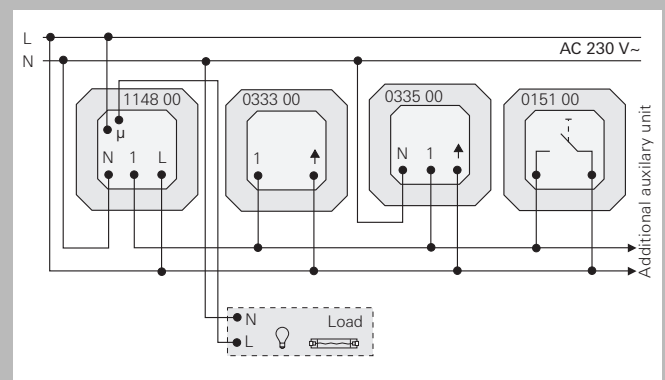 L
N
AC 230 V~
1148 00
0333 00
0335 00
0151 00
µ
N 1 L
1
N 1
Additional auxilary unit
N Load
L